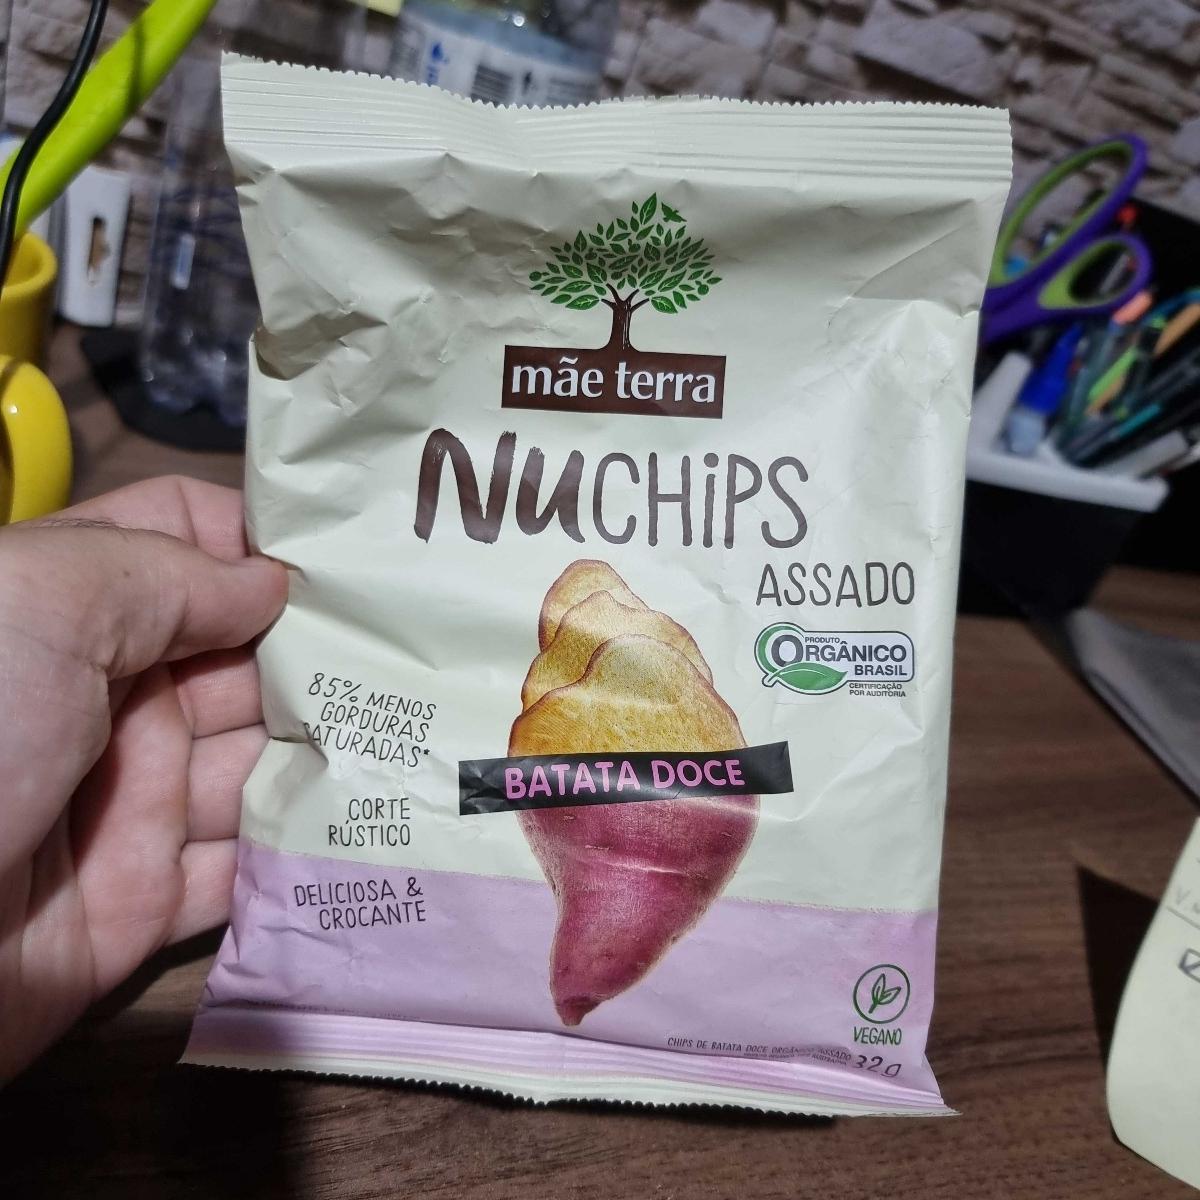 mãe terra
NUCHiPS
ASSADO
PRODUTO
ORGÂNICO
BRASIL
CERTIFICAÇÃO
POR AUDITORIA
85% MENOS
GORDURAS
SATURADAS*
BATATA DOCE
CORTE
RÚSTICO
DELICIOSA &
CROCANTE
VEGANO
CHIPS DE BATATA DOCE ORGÂNICO ASSADO
32g